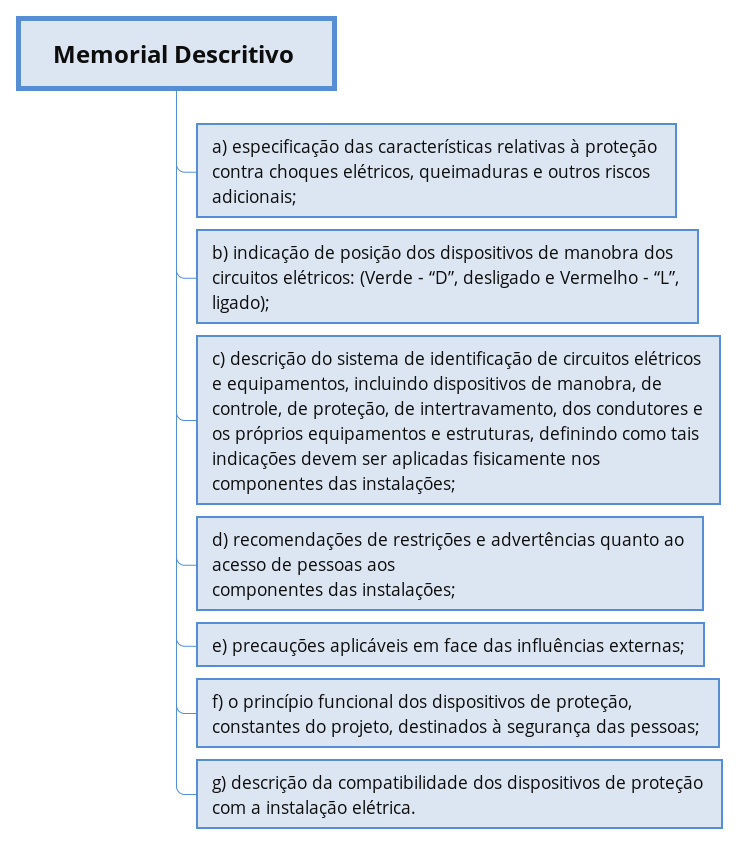 Memorial Descritivo
a) especificação das características relativas à proteção
contra choques elétricos, queimaduras e outros riscos
adicionais;
b) indicação de posição dos dispositivos de manobra dos
circuitos elétricos: (Verde - “D”, desligado e Vermelho - “L”,
ligado);
c) descrição do sistema de identificação de circuitos elétricos
e equipamentos, incluindo dispositivos de manobra, de
controle, de proteção, de intertravamento, dos condutores e
os próprios equipamentos e estruturas, definindo como tais
indicações devem ser aplicadas fisicamente nos
componentes das instalações;
d) recomendações de restrições e advertências quanto ao
acesso de pessoas aos
componentes das instalações;
e) precauções aplicáveis em face das influências externas;
f) o princípio funcional dos dispositivos de proteção,
constantes do projeto, destinados à segurança das pessoas;
g) descrição da compatibilidade dos dispositivos de proteção
com a instalação elétrica.